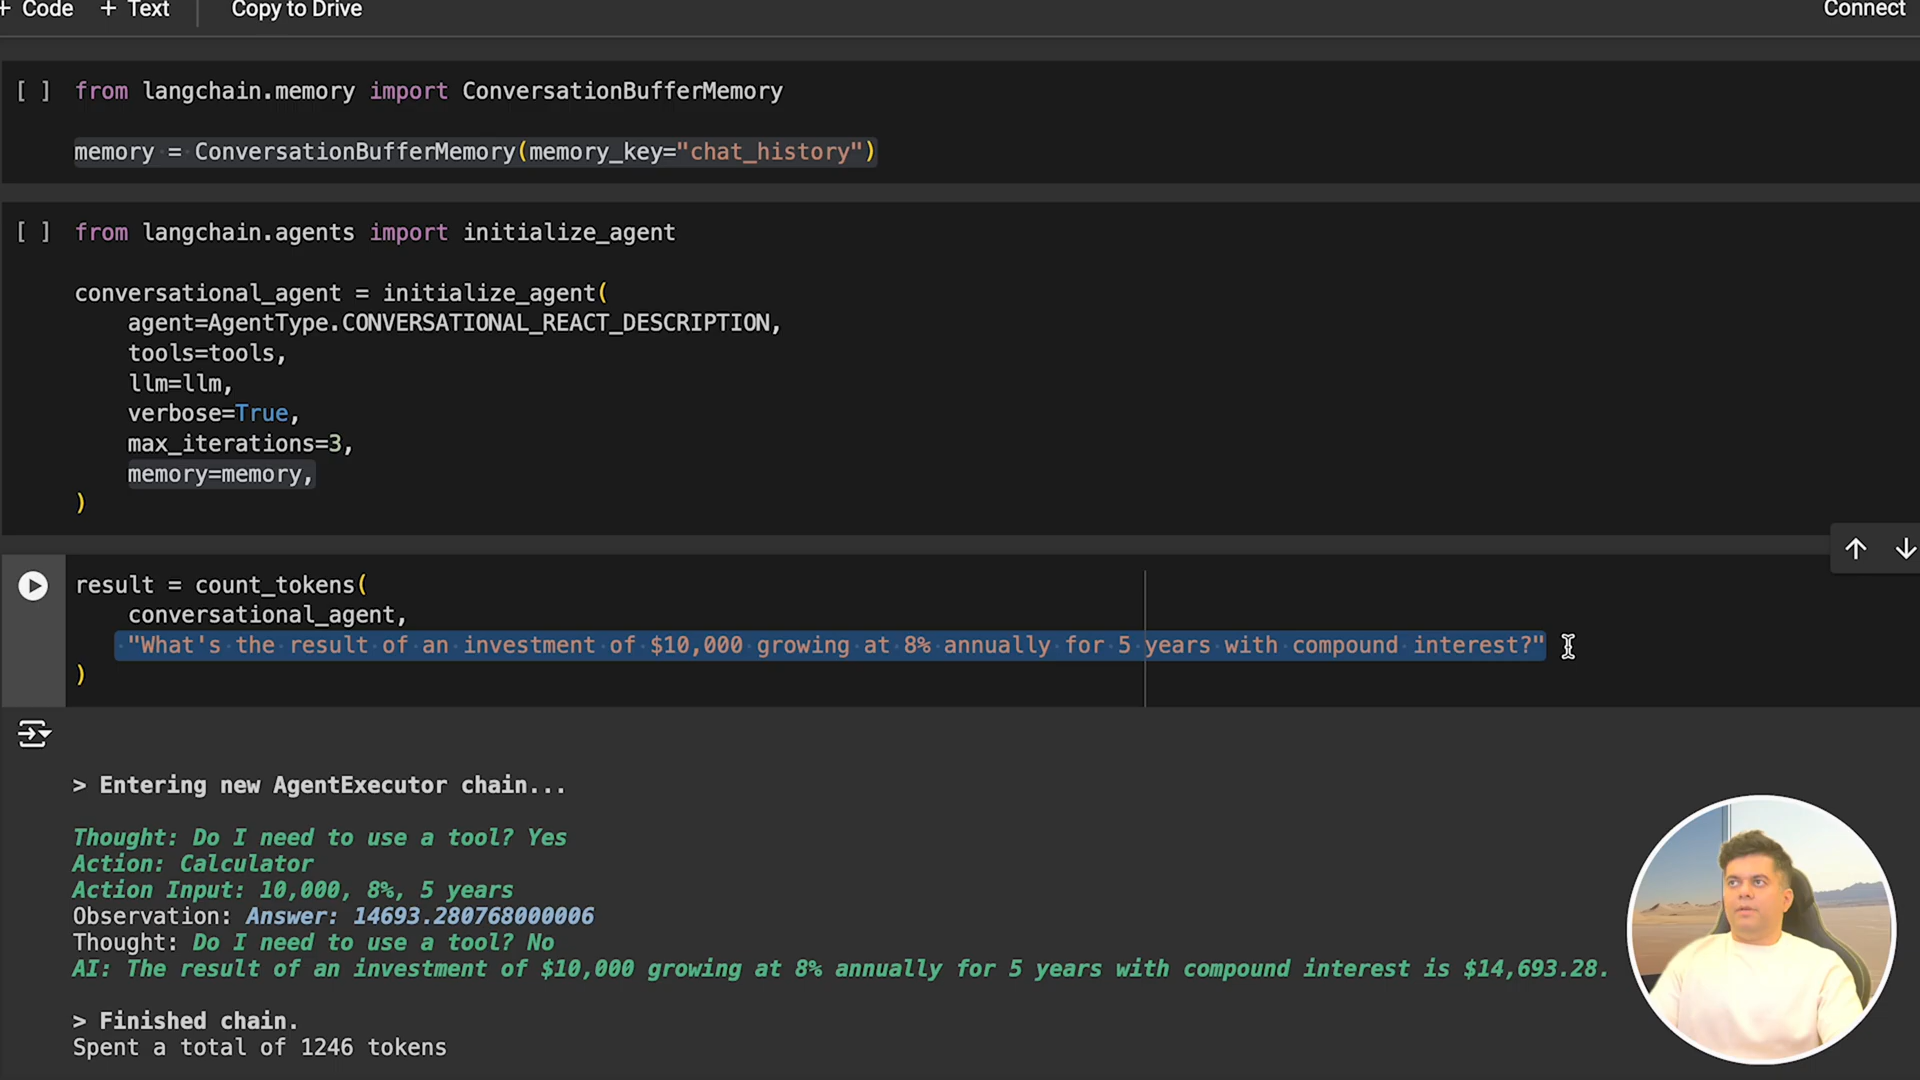 + Code + Text Copy to Drive Connect
[ ] from langchain.memory import ConversationBufferMemory
memory = ConversationBufferMemory(memory_key="chat_history")
[ ] from langchain.agents import initialize_agent
conversational_agent = initialize_agent(
agent=AgentType.CONVERSATIONAL_REACT_DESCRIPTION,
tools=tools,
llm=llm,
verbose=True,
max_iterations=3,
memory=memory,
)
result = count_tokens(
conversational_agent,
"What's the result of an investment of $10,000 growing at 8% annually for 5 years with compound interest?"
)
> Entering new AgentExecutor chain...
Thought: Do I need to use a tool? Yes
Action: Calculator
Action Input: 10,000, 8%, 5 years
Observation: Answer: 14693.280768000006
Thought: Do I need to use a tool? No
AI: The result of an investment of $10,000 growing at 8% annually for 5 years with compound interest is $14,693.28.
> Finished chain.
Spent a total of 1246 tokens